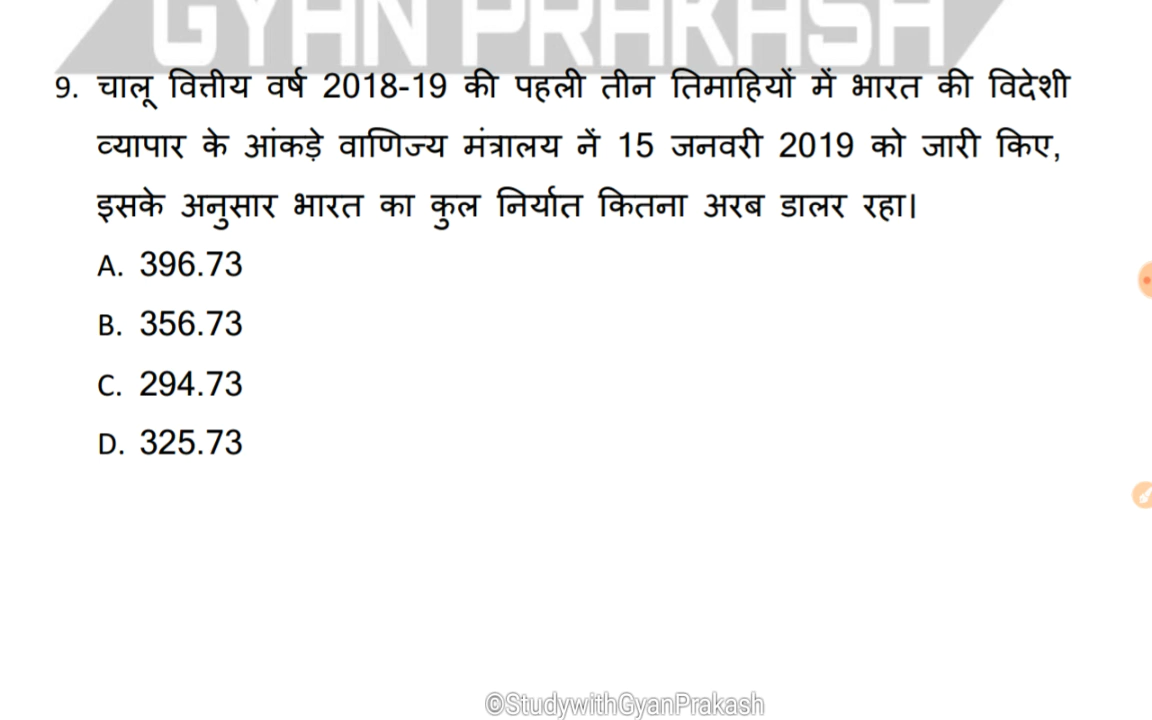 GYAN PRAKASH
9. चालू वित्तीय वर्ष 2018-19 की पहली तीन तिमाहियों में भारत की विदेशी
व्यापार के आंकड़े वाणिज्य मंत्रालय नें 15 जनवरी 2019 को जारी किए,
इसके अनुसार भारत का कुल निर्यात कितना अरब डालर रहा।
A. 396.73
B. 356.73
C. 294.73
D. 325.73
©StudywithGyanPrakash